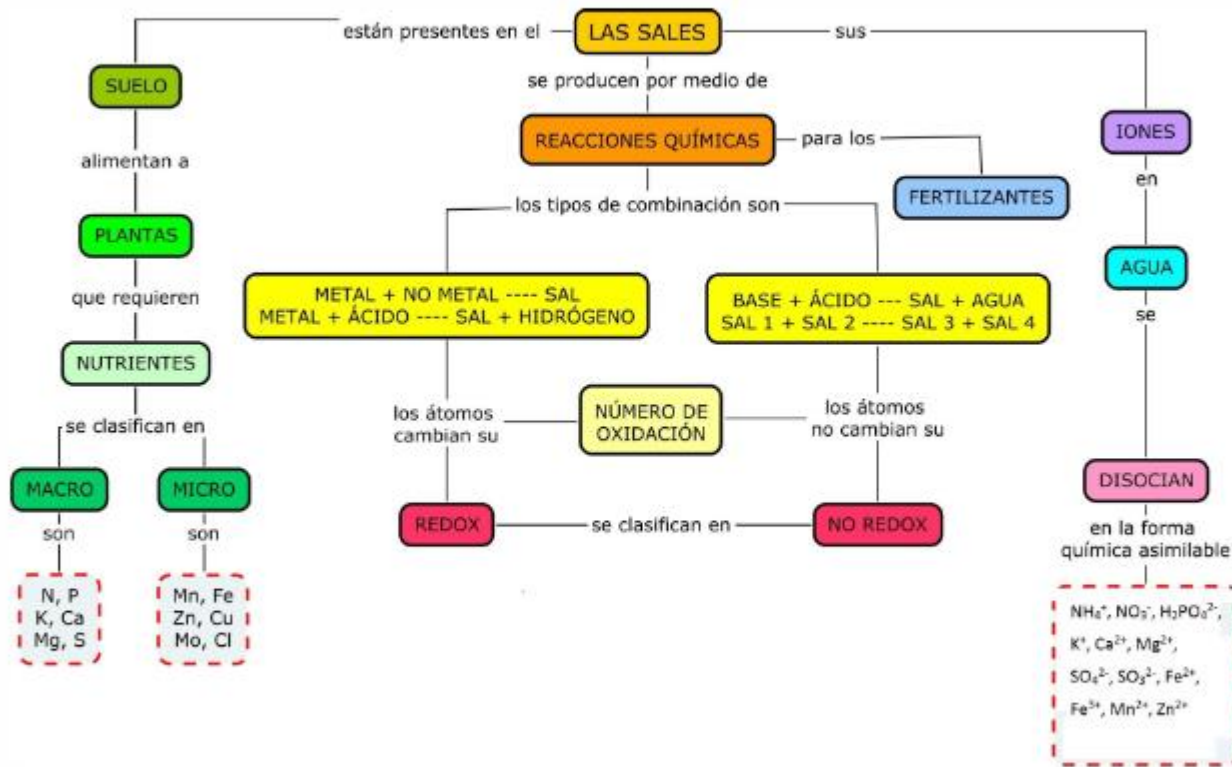 están presentes en el
LAS SALES
sus
SUELO
se producen por medio de
REACCIONES QUÍMICAS
para los
IONES
alimentan a
en
FERTILIZANTES
los tipos de combinación son
PLANTAS
AGUA
que requieren
METAL + NO METAL ---- SAL
METAL + ÁCIDO ---- SAL + HIDRÓGENO
BASE + ÁCIDO --- SAL + AGUA
SAL 1 + SAL 2 ---- SAL 3 + SAL 4
se
NUTRIENTES
se clasifican en
los átomos
cambian su
NÚMERO DE
OXIDACIÓN
los átomos
no cambian su
MACRO
MICRO
DISOCIAN
REDOX
se clasifican en
NO REDOX
son
son
en la forma
química asimilable
N, P
K, Ca
Mg, S
Mn, Fe
Zn, Cu
Mo, Cl
NH₄⁺, NO₃⁻, H₂PO₄²⁻,
K⁺, Ca²⁺, Mg²⁺,
SO₄²⁻, SO₃²⁻, Fe²⁺,
Fe³⁺, Mn²⁺, Zn²⁺